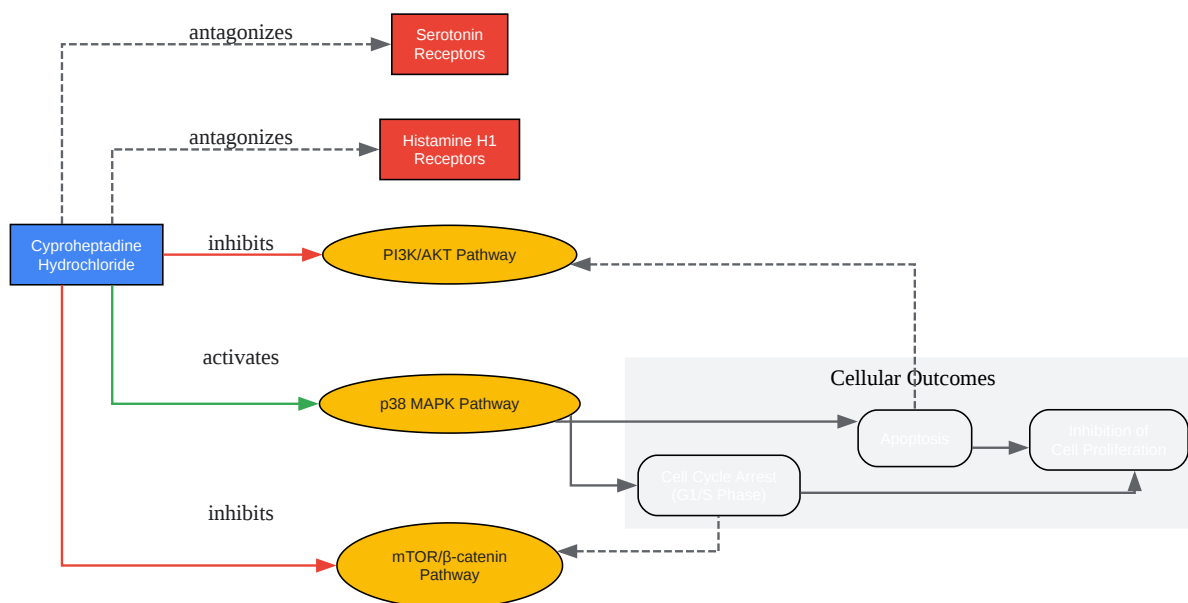 antagonizes
Serotonin
Receptors
antagonizes
Histamine H1
Receptors
Cyproheptadine
Hydrochloride
inhibits
PI3K/AKT Pathway
activates
p38 MAPK Pathway
Cellular Outcomes
Apoptosis
Inhibition of
Cell Proliferation
Cell Cycle Arrest
(G1/S Phase)
inhibits
mTOR/β-catenin
Pathway